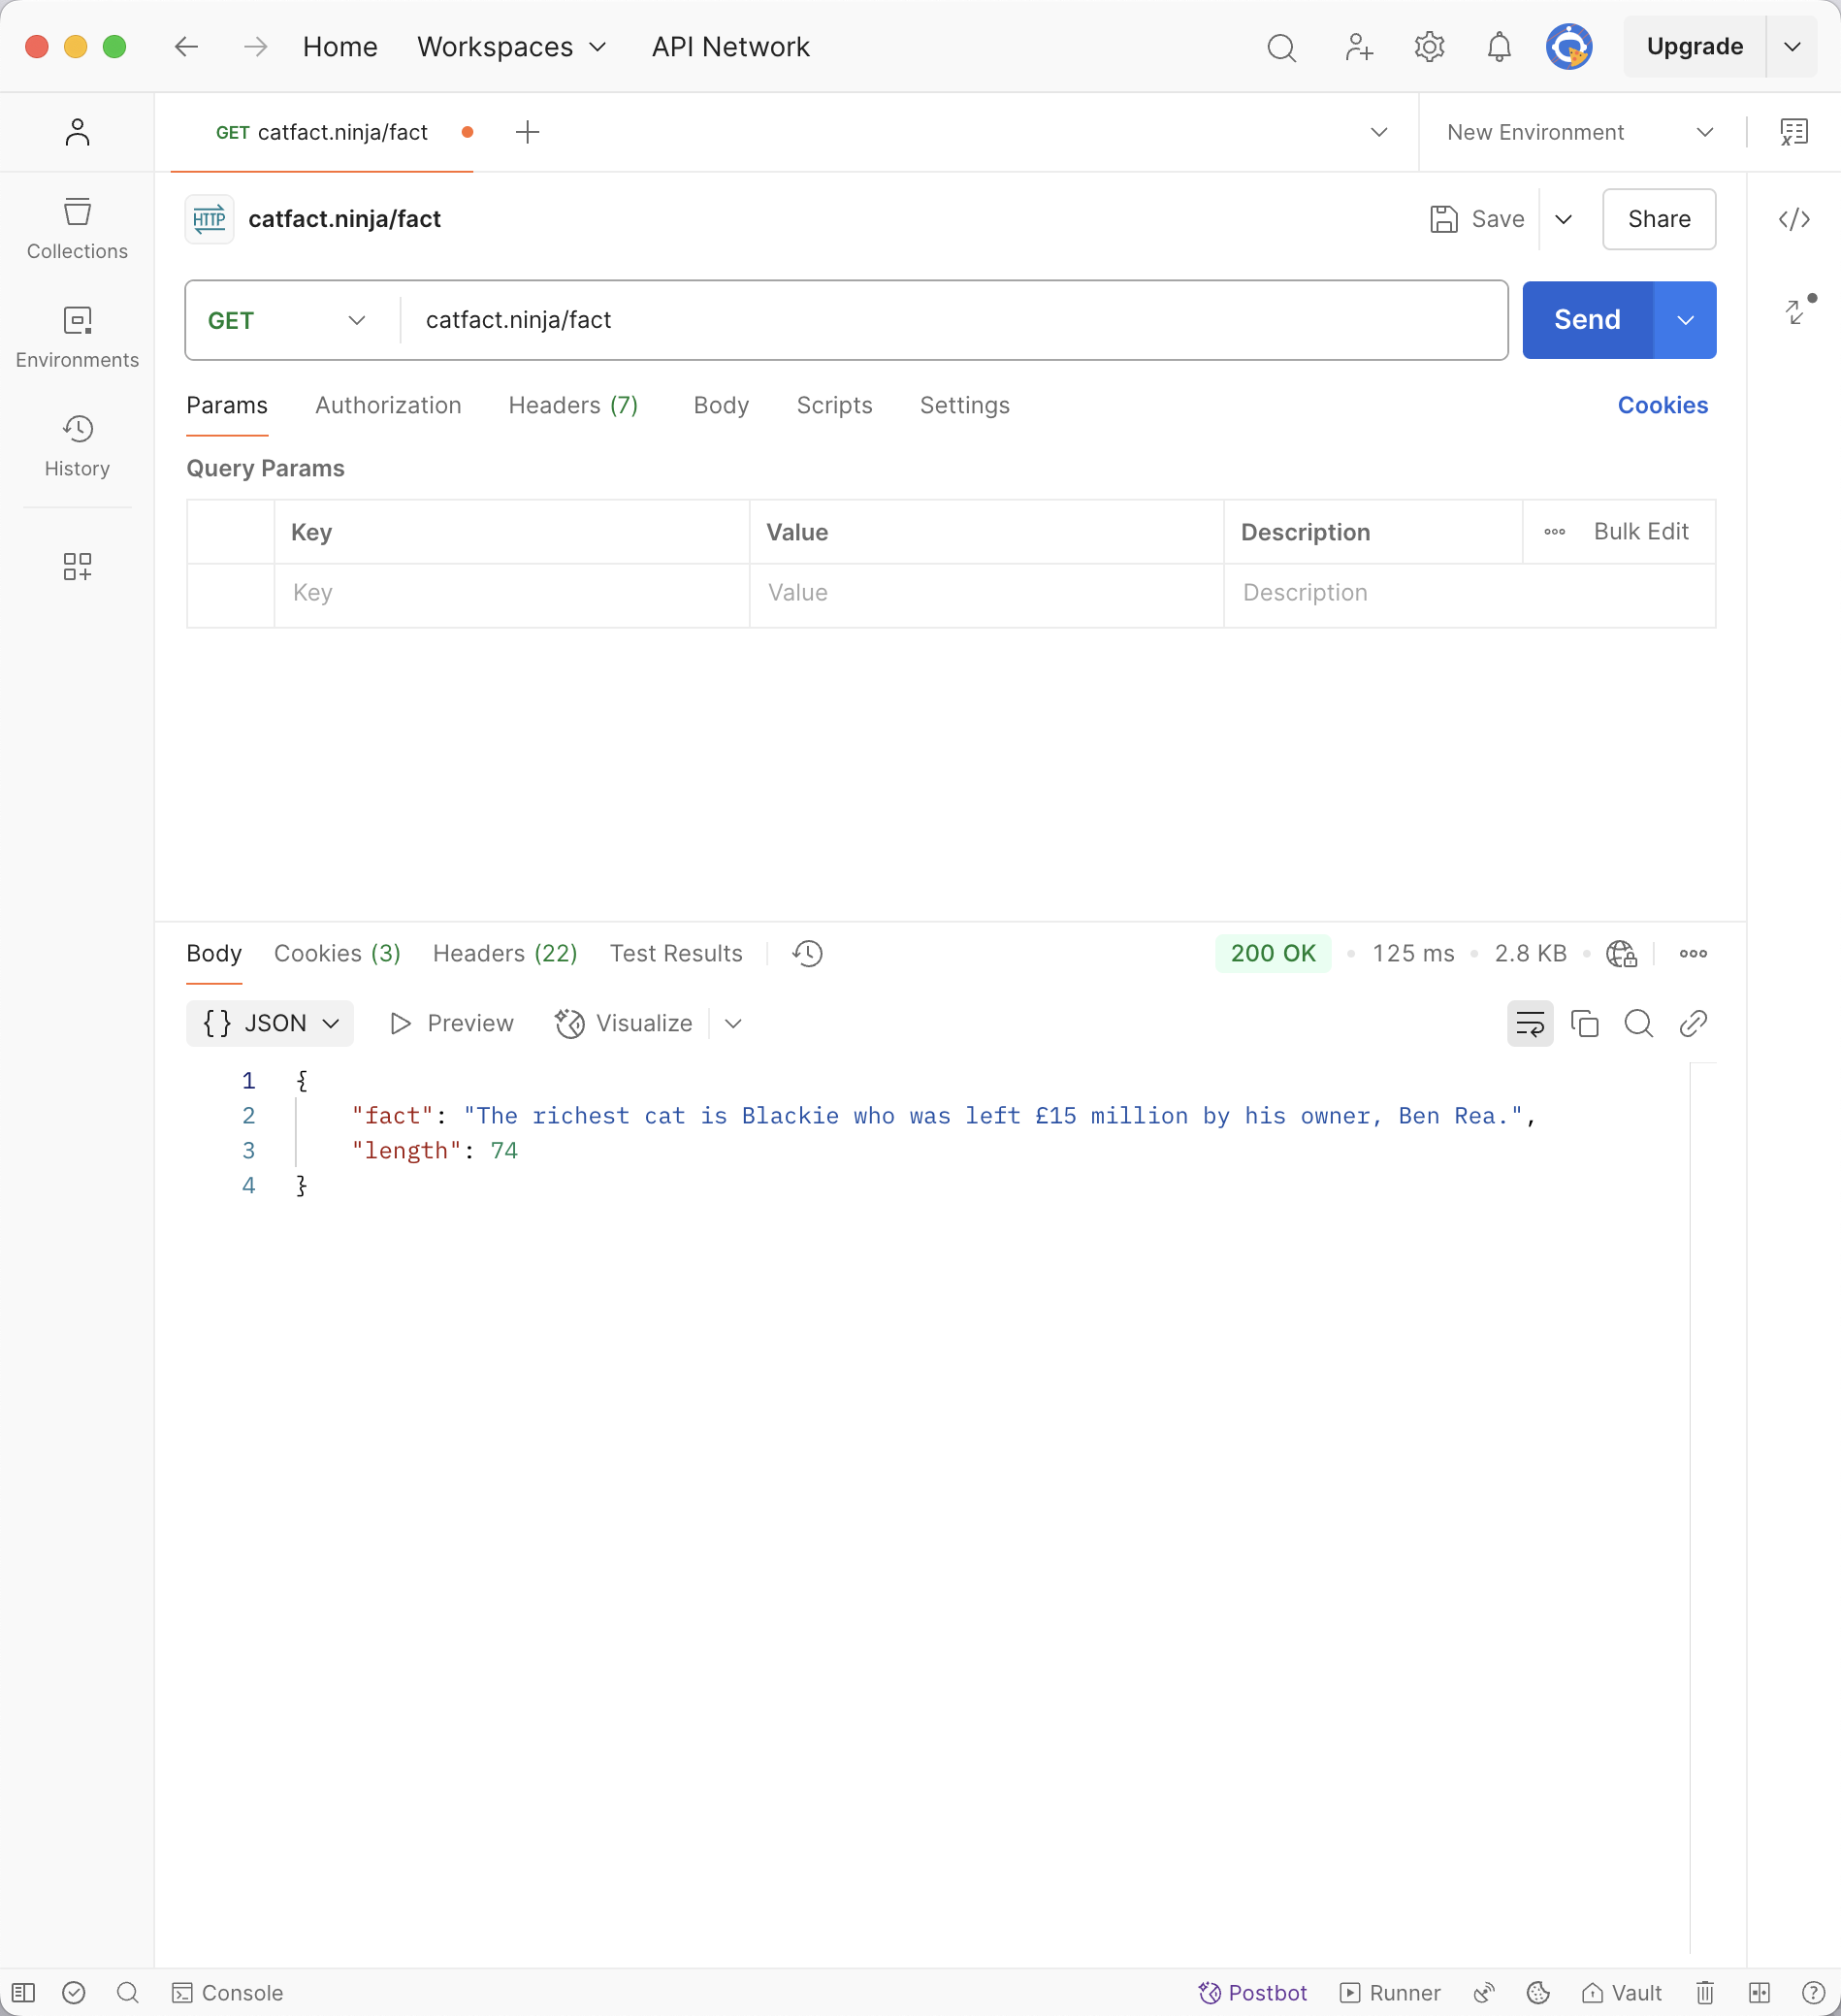 Home Workspaces API Network Upgrade
GET catfact.ninja/fact New Environment
HTTP catfact.ninja/fact Save Share
Collections
GET catfact.ninja/fact Send
Environments
Params Authorization Headers (7) Body Scripts Settings Cookies
History
Query Params
Key Value Description Bulk Edit
Key Value Description
Body Cookies (3) Headers (22) Test Results 200 OK 125 ms 2.8 KB
{} JSON Preview Visualize
1 {
2 "fact": "The richest cat is Blackie who was left £15 million by his owner, Ben Rea.",
3 "length": 74
4 }
Console Postbot Runner Vault